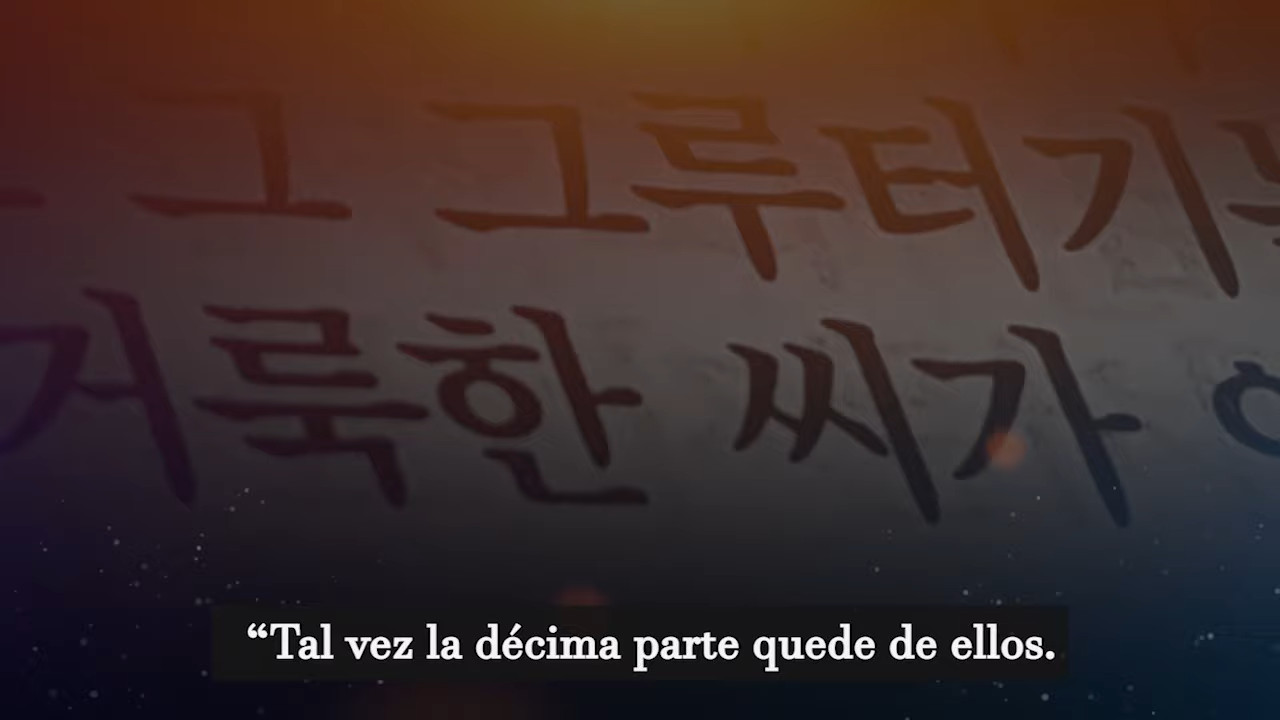 그 그루터기
거룩한 씨가
“Tal vez la décima parte quede de ellos.